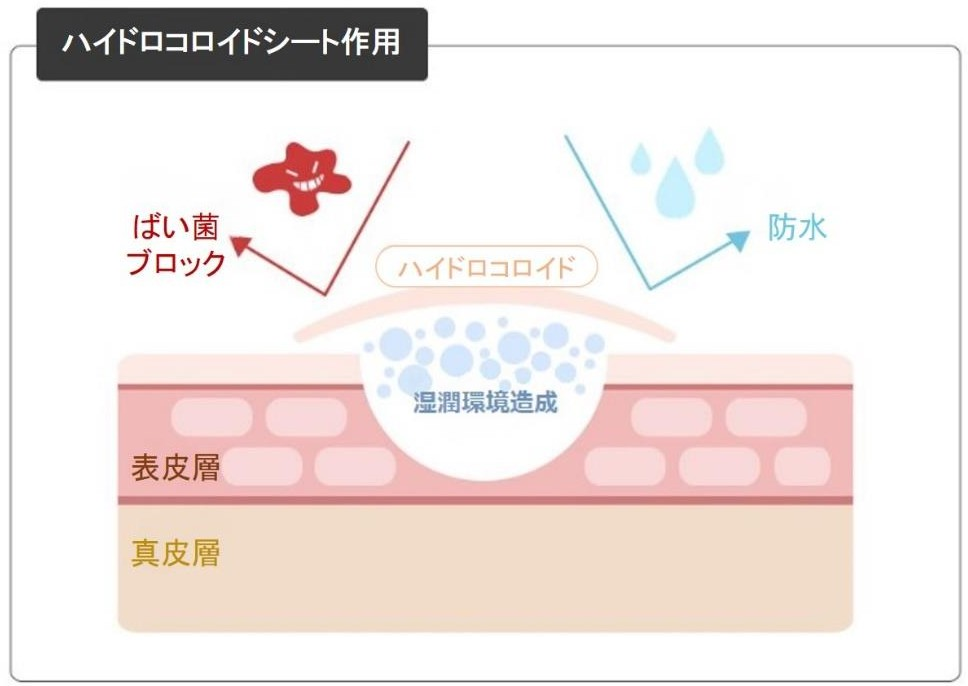 ハイドロコロイドシート作用
ばい菌
ブロック
防水
ハイドロコロイド
湿潤環境造成
表皮層
真皮層